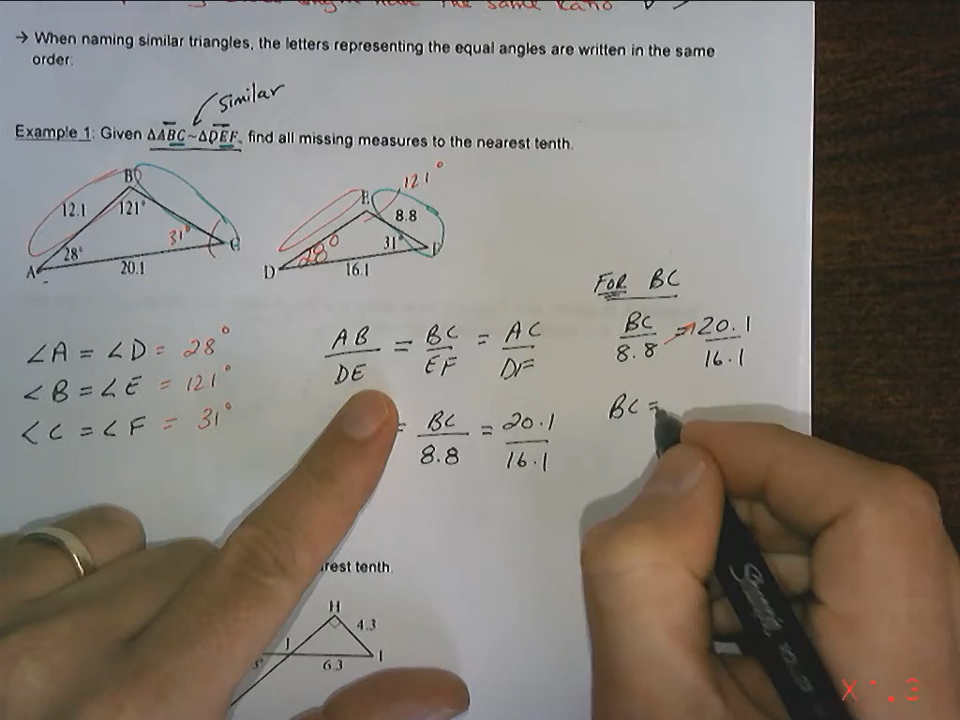 have the same ratio
→ When naming similar triangles, the letters representing the equal angles are written in the same
order:
Similar
Example 1: Given ΔABC~ΔDEF, find all missing measures to the nearest tenth.
B
12.1
121°
31°
28°
A
20.1
C
121°
E
8.8
28°
31°
D
16.1
FOR BC
BC/8.8 = 20.1/16.1
BC =
∠A = ∠D = 28°
∠B = ∠E = 121°
∠C = ∠F = 31°
AB/DE = BC/EF = AC/DF
= BC/8.8 = 20.1/16.1
rest tenth.
H
4.3
6.3
I